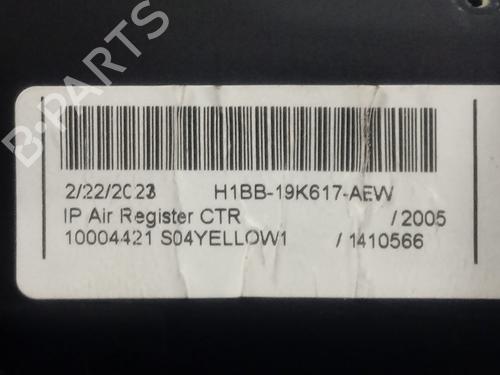 B-PARTS
2/22/2023 H1BB-19K617-AEW
IP Air Register CTR / 2005
10004421 S04YELLOW1 / 1410566